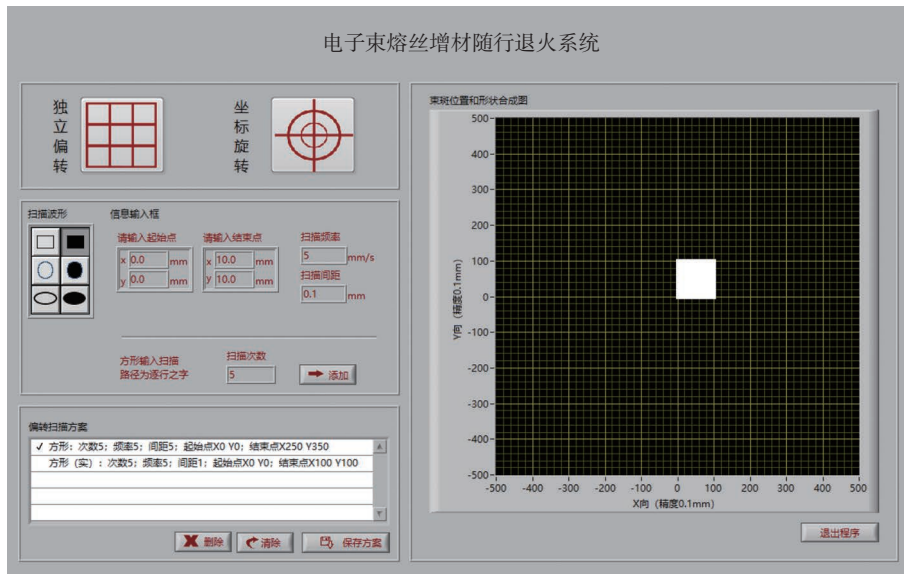 电子束熔丝增材随行退火系统
独立偏转
坐标旋转
扫描波形
信息输入框
请输入起始点
请输入结束点
扫描频率
x 0.0 mm
x 10.0 mm
5 mm/s
y 0.0 mm
y 10.0 mm
扫描间距
0.1 mm
方形输入扫描
路径为逐行之字
扫描次数
5
添加
偏转扫描方案
✓ 方形：次数5；频率5；间距5；起始点X0 Y0；结束点X250 Y350
方形（实）：次数5；频率5；间距1；起始点X0 Y0；结束点X100 Y100
删除
清除
保存方案
束斑位置和形状合成图
500
400
300
200
100
0
-100
-200
-300
-400
-500
Y向（精度0.1mm）
-500 -400 -300 -200 -100 0 100 200 300 400 500
X向（精度0.1mm）
退出程序